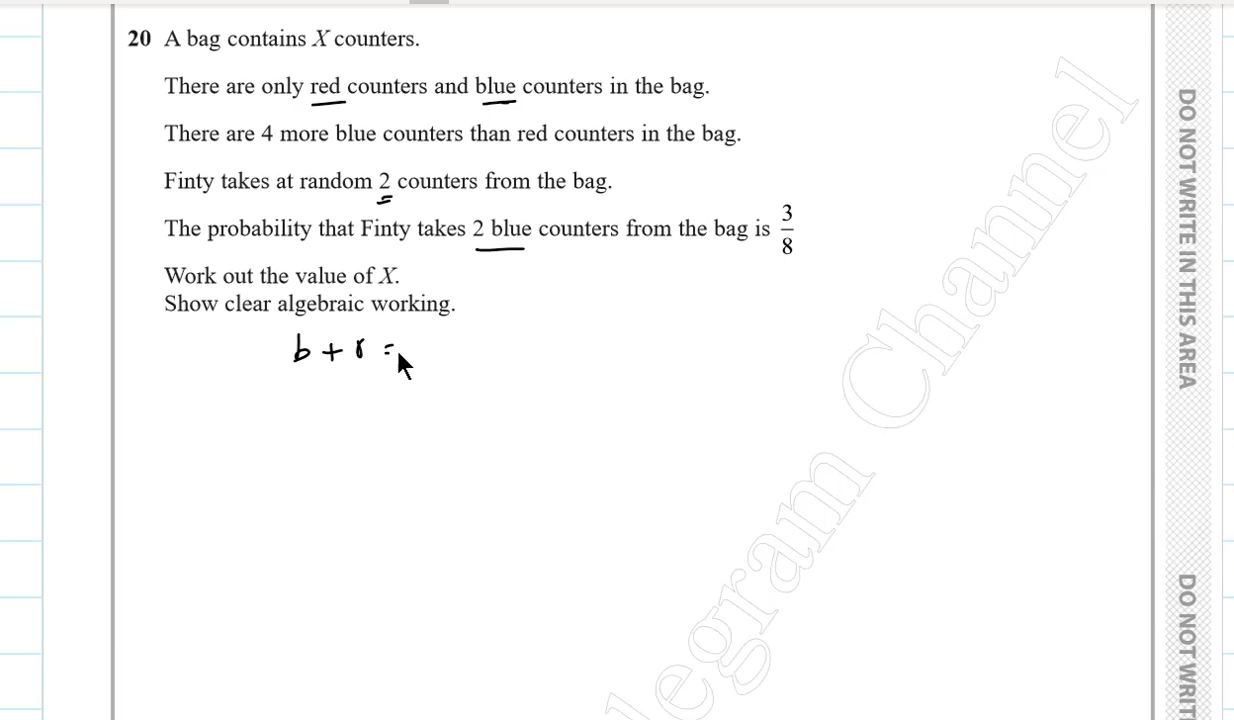 20 A bag contains X counters.
There are only red counters and blue counters in the bag.
There are 4 more blue counters than red counters in the bag.
Finty takes at random 2 counters from the bag.
The probability that Finty takes 2 blue counters from the bag is 3/8
Work out the value of X.
Show clear algebraic working.
b + r =
DO NOT WRITE IN THIS AREA
DO NOT WRIT
legram Channel